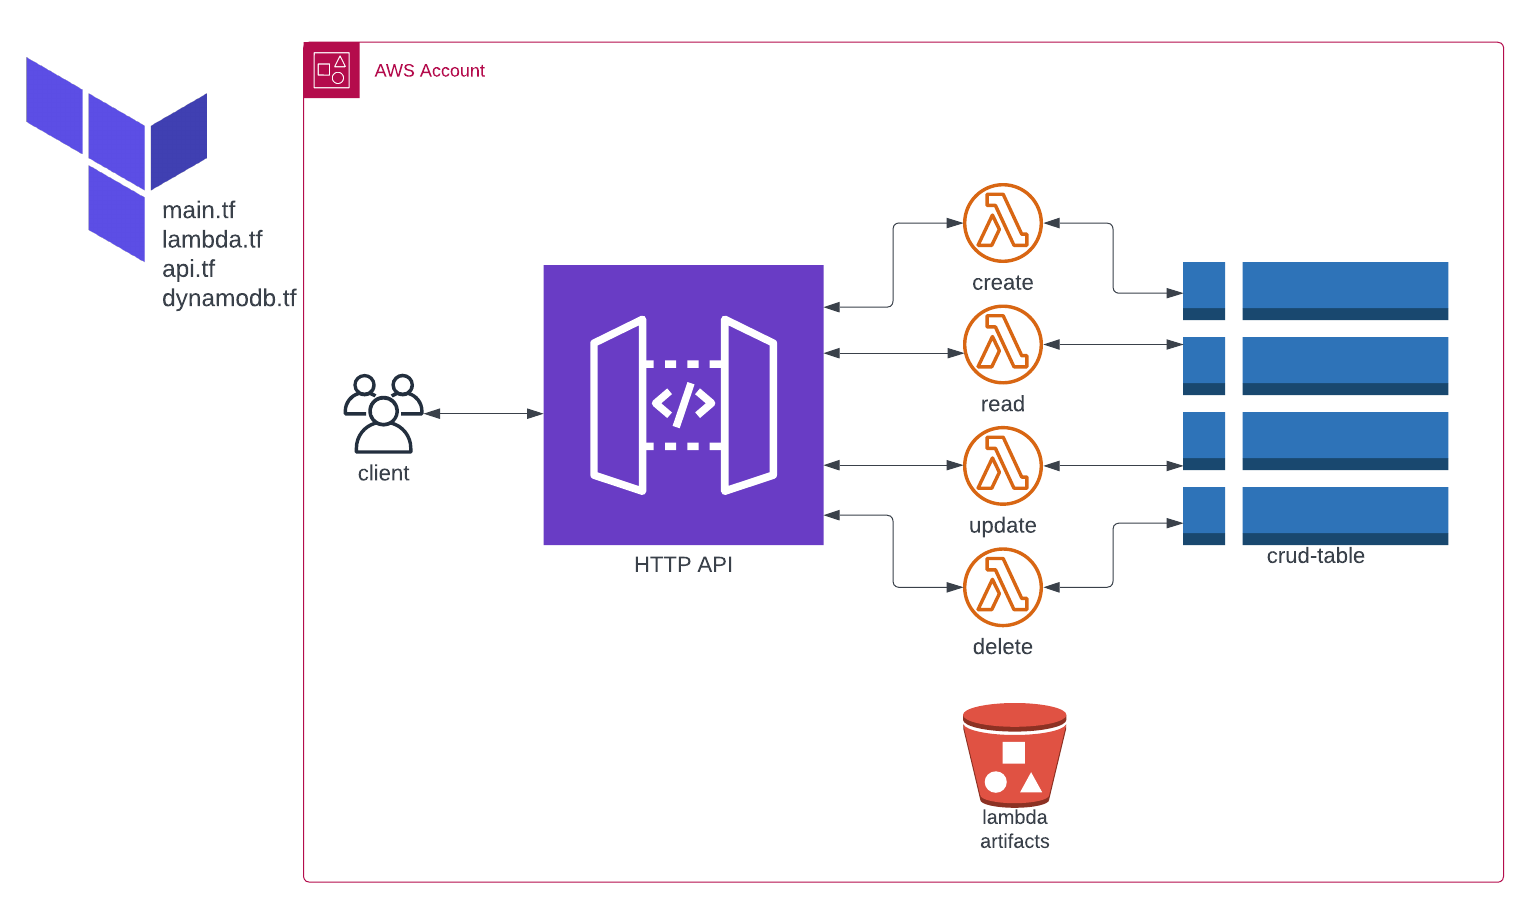 AWS Account
main.tf
lambda.tf
api.tf
dynamodb.tf
client
HTTP API
create
read
update
delete
crud-table
lambda
artifacts